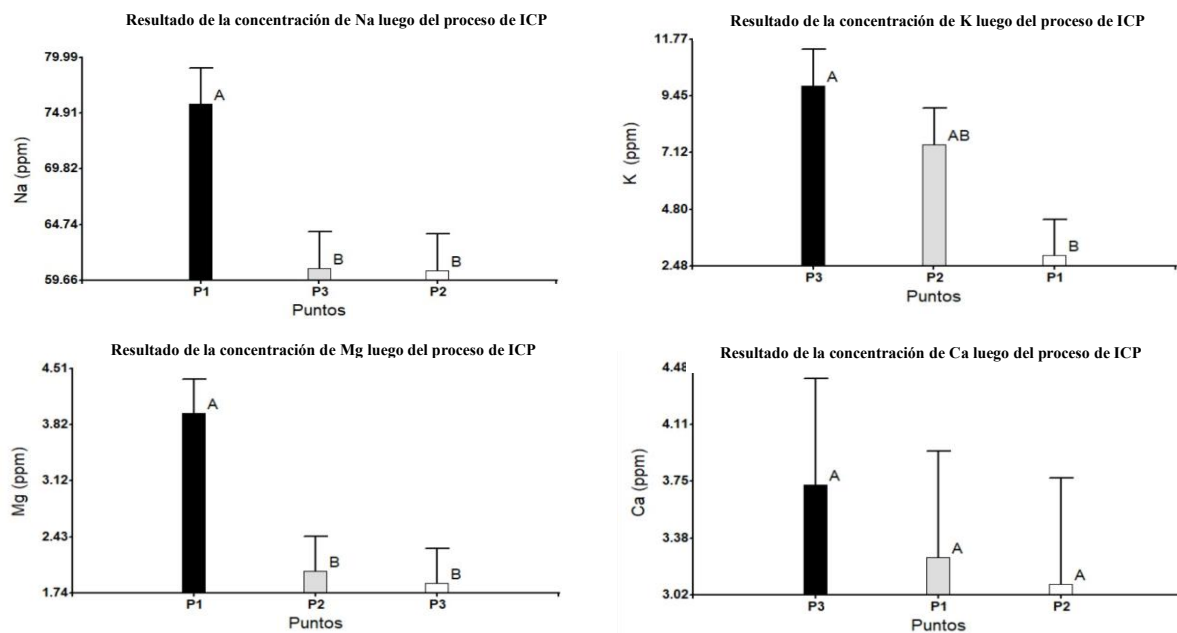 Resultado de la concentración de Na luego del proceso de ICP
79.99
74.91
69.82
64.74
59.66
Na (ppm)
A
B
B
P1 P3 P2
Puntos
Resultado de la concentración de K luego del proceso de ICP
11.77
9.45
7.12
4.80
2.48
K (ppm)
A
AB
B
P3 P2 P1
Puntos
Resultado de la concentración de Mg luego del proceso de ICP
4.51
3.82
3.12
2.43
1.74
Mg (ppm)
A
B
B
P1 P2 P3
Puntos
Resultado de la concentración de Ca luego del proceso de ICP
4.48
4.11
3.75
3.38
3.02
Ca (ppm)
A
A
A
P3 P1 P2
Puntos